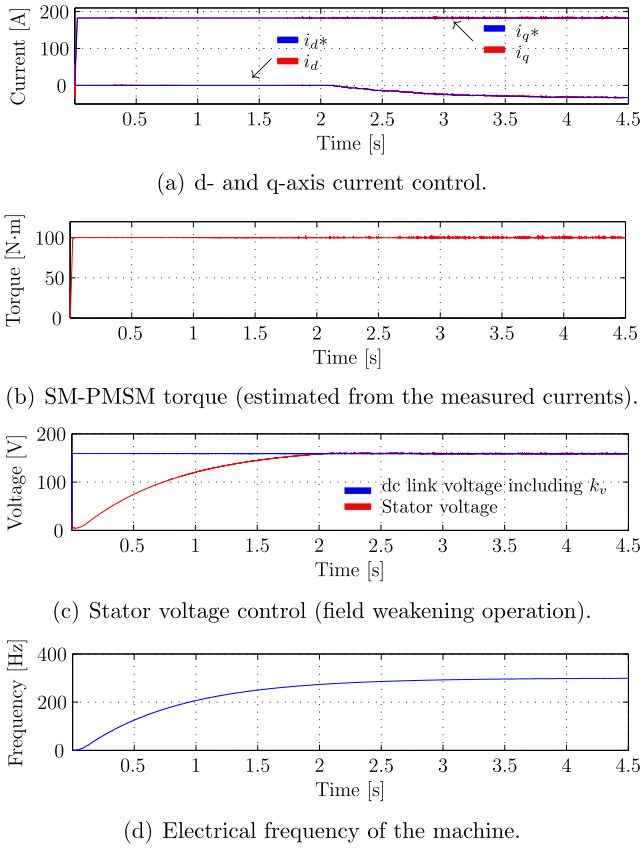 Current [A]
200
100
0
i_d*
i_d
i_q*
i_q
0.5 1 1.5 2 2.5 3 3.5 4 4.5
Time [s]
(a) d- and q-axis current control.
Torque [N·m]
100
50
0
0.5 1 1.5 2 2.5 3 3.5 4 4.5
Time [s]
(b) SM-PMSM torque (estimated from the measured currents).
Voltage [V]
200
100
0
dc link voltage including k_v
Stator voltage
0.5 1 1.5 2 2.5 3 3.5 4 4.5
Time [s]
(c) Stator voltage control (field weakening operation).
Frequency [Hz]
400
200
0
0.5 1 1.5 2 2.5 3 3.5 4 4.5
Time [s]
(d) Electrical frequency of the machine.